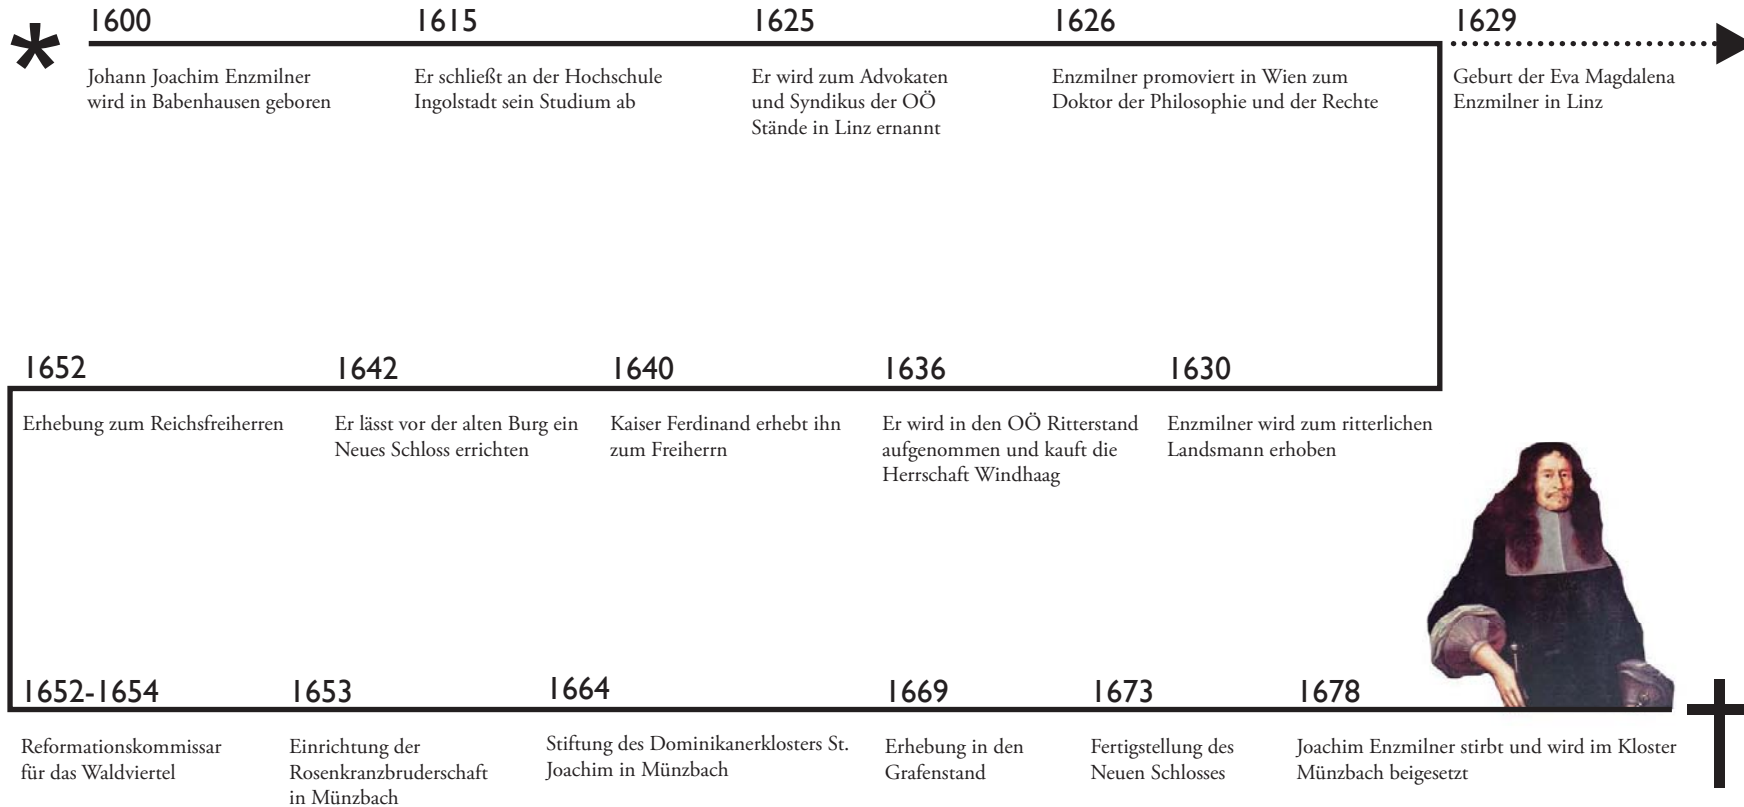 *
1600
Johann Joachim Enzmilner
wird in Babenhausen geboren
1615
Er schließt an der Hochschule
Ingolstadt sein Studium ab
1625
Er wird zum Advokaten
und Syndikus der OÖ
Stände in Linz ernannt
1626
Enzmilner promoviert in Wien zum
Doktor der Philosophie und der Rechte
1629
Geburt der Eva Magdalena
Enzmilner in Linz
1630
Enzmilner wird zum ritterlichen
Landsmann erhoben
1636
Er wird in den OÖ Ritterstand
aufgenommen und kauft die
Herrschaft Windhaag
1640
Kaiser Ferdinand erhebt ihn
zum Freiherrn
1642
Er lässt vor der alten Burg ein
Neues Schloss errichten
1652
Erhebung zum Reichsfreiherren
1652-1654
Reformationskommissar
für das Waldviertel
1653
Einrichtung der
Rosenkranzbruderschaft
in Münzbach
1664
Stiftung des Dominikanerklosters St.
Joachim in Münzbach
1669
Erhebung in den
Grafenstand
1673
Fertigstellung des
Neuen Schlosses
1678
Joachim Enzmilner stirbt und wird im Kloster
Münzbach beigesetzt
†